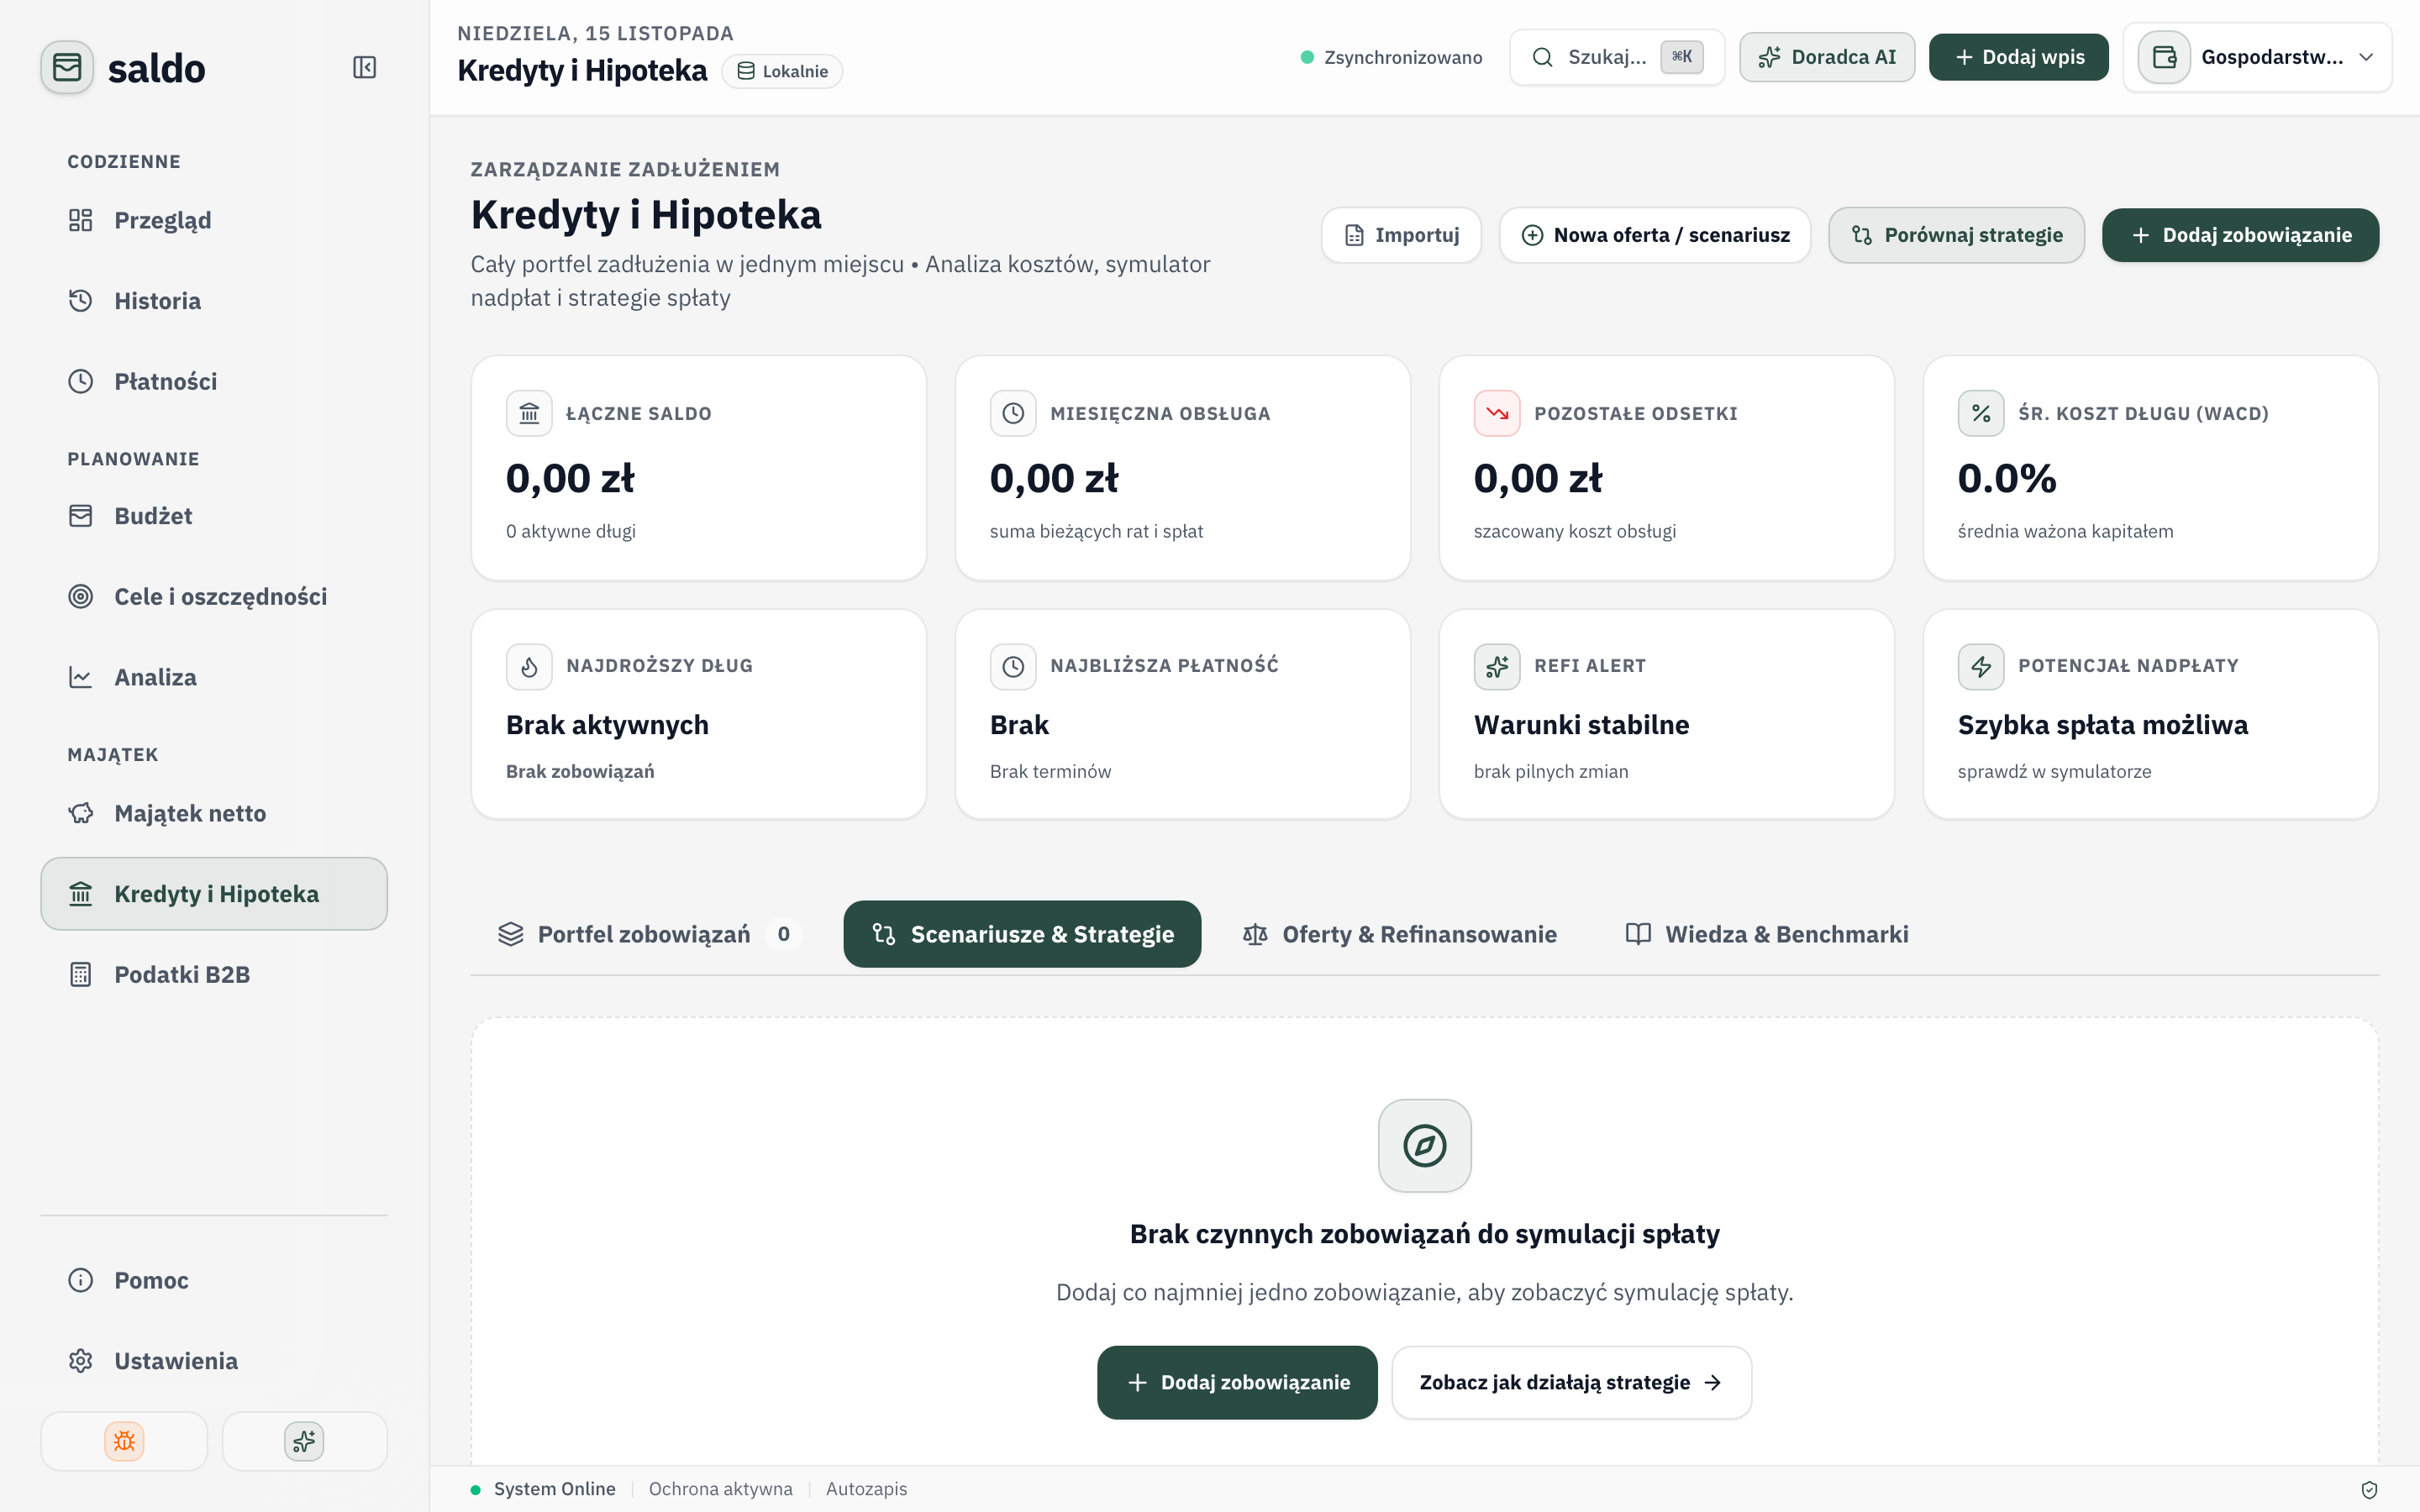 saldo
CODZIENNE
Przegląd
Historia
Płatności
PLANOWANIE
Budżet
Cele i oszczędności
Analiza
MAJĄTEK
Majątek netto
Kredyty i Hipoteka
Podatki B2B
Pomoc
Ustawienia
NIEDZIELA, 15 LISTOPADA
Kredyty i Hipoteka
Lokalnie
Zsynchronizowano
Szukaj...
⌘K
Doradca AI
Dodaj wpis
Gospodarstw...
ZARZĄDZANIE ZADŁUŻENIEM
Kredyty i Hipoteka
Cały portfel zadłużenia w jednym miejscu • Analiza kosztów, symulator
nadpłat i strategie spłaty
Importuj
Nowa oferta / scenariusz
Porównaj strategie
Dodaj zobowiązanie
ŁĄCZNE SALDO
0,00 zł
0 aktywne długi
MIESIĘCZNA OBSŁUGA
0,00 zł
suma bieżących rat i spłat
POZOSTAŁE ODSETKI
0,00 zł
szacowany koszt obsługi
ŚR. KOSZT DŁUGU (WACD)
0.0%
średnia ważona kapitałem
NAJDROŻSZY DŁUG
Brak aktywnych
Brak zobowiązań
NAJBLIŻSZA PŁATNOŚĆ
Brak
Brak terminów
REFI ALERT
Warunki stabilne
brak pilnych zmian
POTENCJAŁ NADPŁATY
Szybka spłata możliwa
sprawdź w symulatorze
Portfel zobowiązań 0
Scenariusze & Strategie
Oferty & Refinansowanie
Wiedza & Benchmarki
Brak czynnych zobowiązań do symulacji spłaty
Dodaj co najmniej jedno zobowiązanie, aby zobaczyć symulację spłaty.
Dodaj zobowiązanie
Zobacz jak działają strategie
System Online
Ochrona aktywna
Autozapis